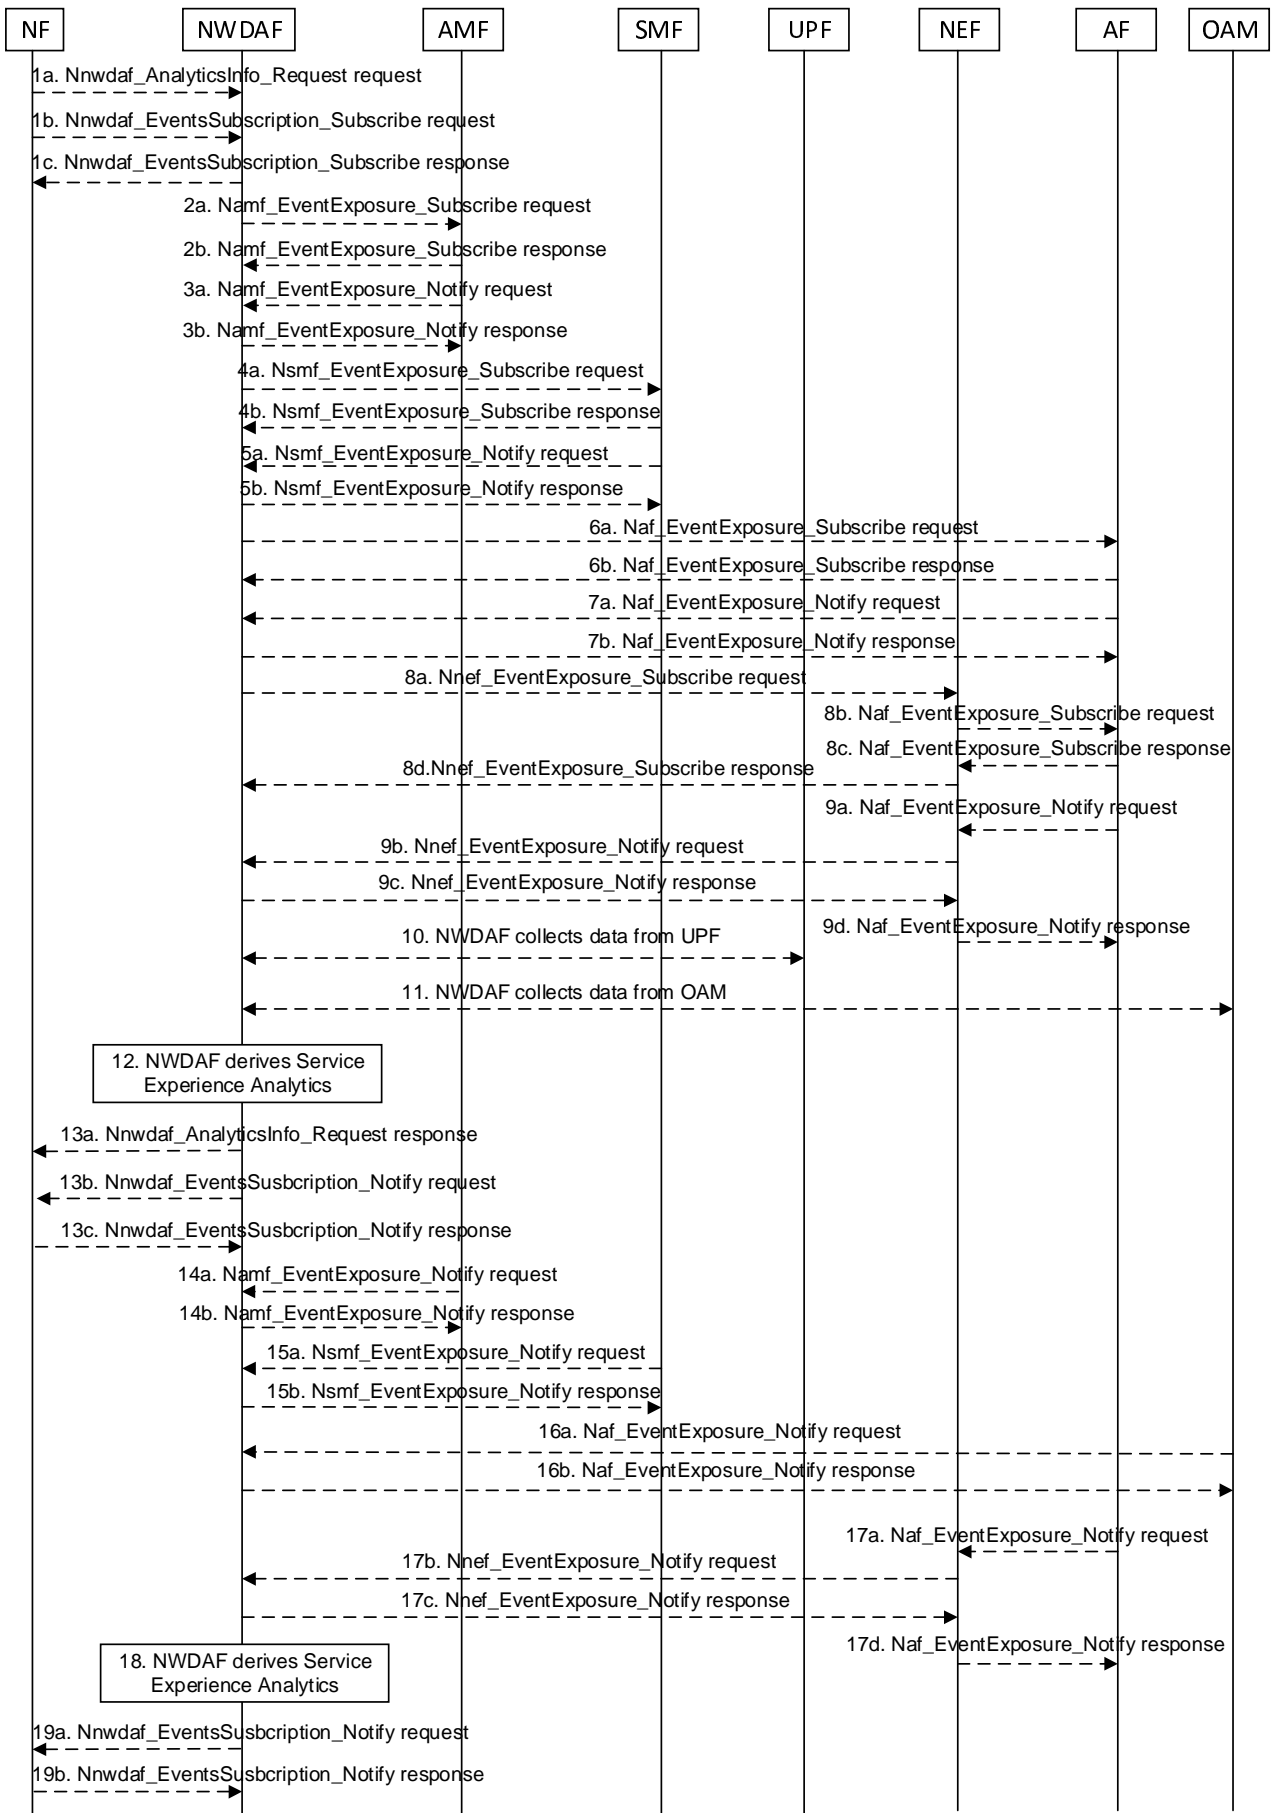 NF
NWDAF
AMF
SMF
UPF
NEF
AF
OAM
1a. Nnwdaf_AnalyticsInfo_Request request
1b. Nnwdaf_EventsSubscription_Subscribe request
1c. Nnwdaf_EventsSubscription_Subscribe response
2a. Namf_EventExposure_Subscribe request
2b. Namf_EventExposure_Subscribe response
3a. Namf_EventExposure_Notify request
3b. Namf_EventExposure_Notify response
4a. Nsmf_EventExposure_Subscribe request
4b. Nsmf_EventExposure_Subscribe response
5a. Nsmf_EventExposure_Notify request
5b. Nsmf_EventExposure_Notify response
6a. Naf_EventExposure_Subscribe request
6b. Naf_EventExposure_Subscribe response
7a. Naf_EventExposure_Notify request
7b. Naf_EventExposure_Notify response
8a. Nnef_EventExposure_Subscribe request
8b. Naf_EventExposure_Subscribe request
8c. Naf_EventExposure_Subscribe response
8d.Nnef_EventExposure_Subscribe response
9a. Naf_EventExposure_Notify request
9b. Nnef_EventExposure_Notify request
9c. Nnef_EventExposure_Notify response
9d. Naf_EventExposure_Notify response
10. NWDAF collects data from UPF
11. NWDAF collects data from OAM
12. NWDAF derives Service
Experience Analytics
13a. Nnwdaf_AnalyticsInfo_Request response
13b. Nnwdaf_EventsSusbcription_Notify request
13c. Nnwdaf_EventsSusbcription_Notify response
14a. Namf_EventExposure_Notify request
14b. Namf_EventExposure_Notify response
15a. Nsmf_EventExposure_Notify request
15b. Nsmf_EventExposure_Notify response
16a. Naf_EventExposure_Notify request
16b. Naf_EventExposure_Notify response
17a. Naf_EventExposure_Notify request
17b. Nnef_EventExposure_Notify request
17c. Nnef_EventExposure_Notify response
17d. Naf_EventExposure_Notify response
18. NWDAF derives Service
Experience Analytics
19a. Nnwdaf_EventsSusbcription_Notify request
19b. Nnwdaf_EventsSusbcription_Notify response